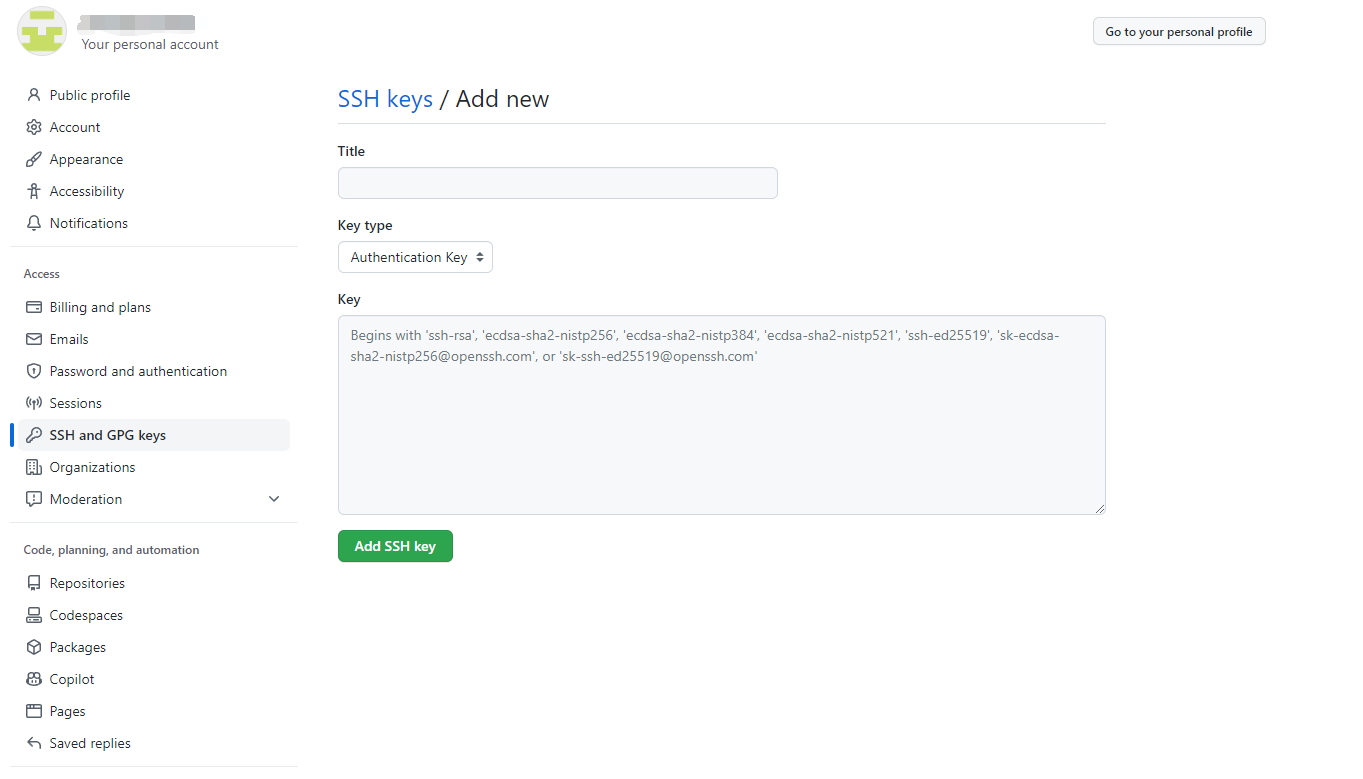 Your personal account
Go to your personal profile
Public profile
Account
Appearance
Accessibility
Notifications
Access
Billing and plans
Emails
Password and authentication
Sessions
SSH and GPG keys
Organizations
Moderation
Code, planning, and automation
Repositories
Codespaces
Packages
Copilot
Pages
Saved replies
SSH keys / Add new
Title
Key type
Authentication Key
Key
Begins with 'ssh-rsa', 'ecdsa-sha2-nistp256', 'ecdsa-sha2-nistp384', 'ecdsa-sha2-nistp521', 'ssh-ed25519', 'sk-ecdsa-
sha2-nistp256@openssh.com', or 'sk-ssh-ed25519@openssh.com'
Add SSH key